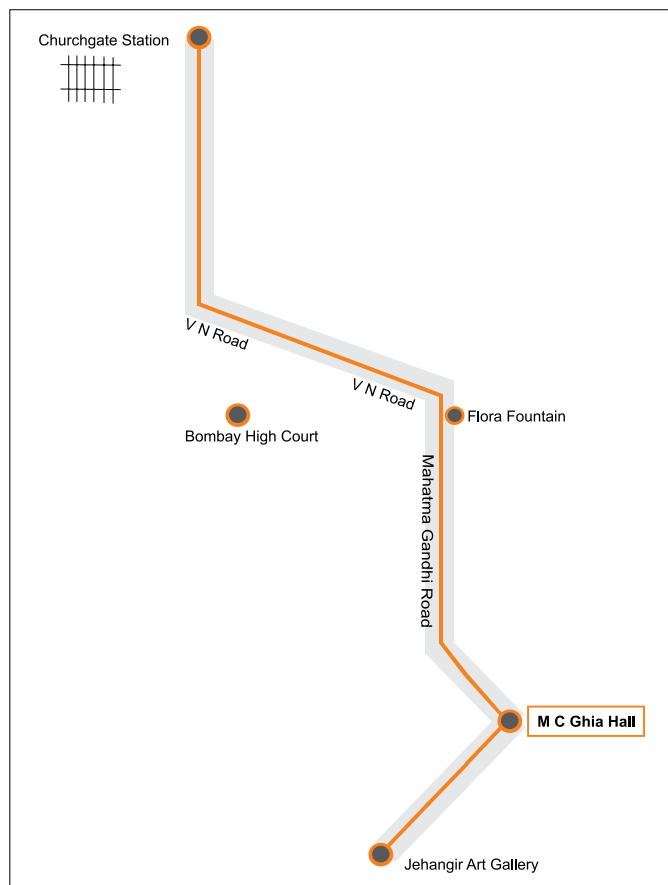 Churchgate Station
V N Road
V N Road
Flora Fountain
Bombay High Court
Mahatma Gandhi Road
M C Ghia Hall
Jehangir Art Gallery